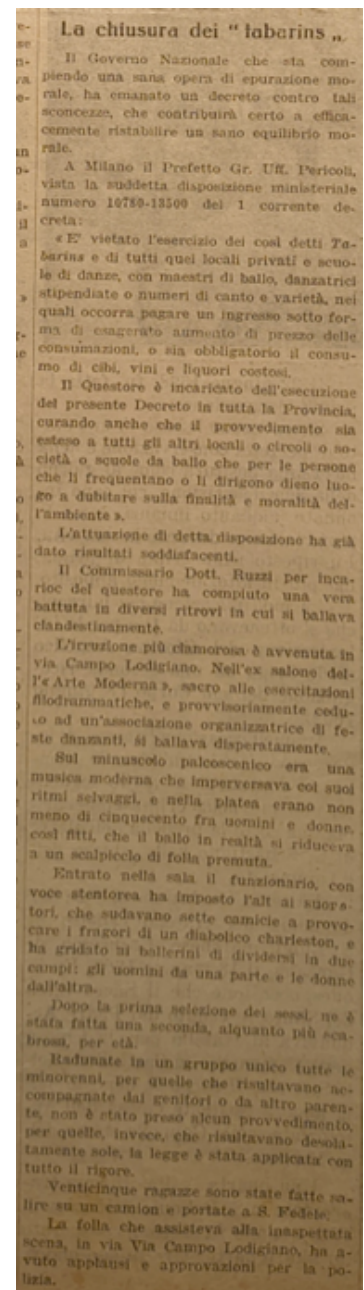 La chiusura dei " tabarins „
Il Governo Nazionale che sta com-
piendo una sana opera di epurazione mo-
rale, ha emanato un decreto contro tali
sconcezze, che contribuirà certo a effica-
cemente ristabilire un sano equilibrio mo-
rale.
A Milano il Prefetto Gr. Uff. Pericoli,
vista la suddetta disposizione ministeriale
numero 10780-13500 del 1 corrente de-
creta:
« E' vietato l'esercizio dei così detti Ta-
barins e di tutti quei locali privati e scuo-
le di danze, con maestri di ballo, danzatrici
stipendiate o numeri di canto e varietà, nei
quali occorra pagare un ingresso sotto for-
ma di esagerato aumento di prezzo delle
consumazioni, o sia obbligatorio il consu-
mo di cibi, vini e liquori costosi.
Il Questore è incaricato dell'esecuzione
del presente Decreto in tutta la Provincia,
curando anche che il provvedimento sia
esteso a tutti gli altri locali o circoli o so-
cietà o scuole da ballo che per le persone
che li frequentano o li dirigono dieno luo-
go a dubitare sulla finalità e moralità del-
l'ambiente ».
L'attuazione di detta disposizione ha già
dato risultati soddisfacenti.
Il Commissario Dott. Ruzzi per inca-
rioc del questore ha compiuto una vera
battuta in diversi ritrovi in cui si ballava
clandestinamente.
L'irruzione più clamorosa è avvenuta in
via Campo Lodigiano. Nell'ex salone del-
l'« Arte Moderna », sacro alle esercitazioni
filodrammatiche, e provvisoriamente cedu-
to ad un'associazione organizzatrice di fe-
ste danzanti, si ballava disperatamente.
Sul minuscolo palcoscenico era una
musica moderna che imperversava coi suoi
ritmi selvaggi, e nella platea erano non
meno di cinquecento fra uomini e donne,
così fitti, che il ballo in realtà si riduceva
a un scalpiccìo di folla premuta.
Entrato nella sala il funzionario, con
voce stentorea ha imposto l'alt ai suona-
tori, che sudavano sette camicie a provo-
care i fragori di un diabolico charleston, e
ha gridato ai ballerini di dividersi in due
campi: gli uomini da una parte e le donne
dall'altra.
Dopo la prima selezione dei sessi, ne è
stata fatta una seconda, alquanto più sca-
brosa, per età.
Radunate in un gruppo unico tutte le
minorenni, per quelle che risultavano ac-
compagnate dai genitori o da altro paren-
te, non è stato preso alcun provvedimento,
per quelle, invece, che risultavano desola-
tamente sole, la legge è stata applicata con
tutto il rigore.
Venticinque ragazze sono state fatte sa-
lire su un camion e portate a S. Fedele.
La folla che assisteva alla inaspettata
scena, in via Via Campo Lodigiano, ha a-
vuto applausi e approvazioni per la po-
lizia.